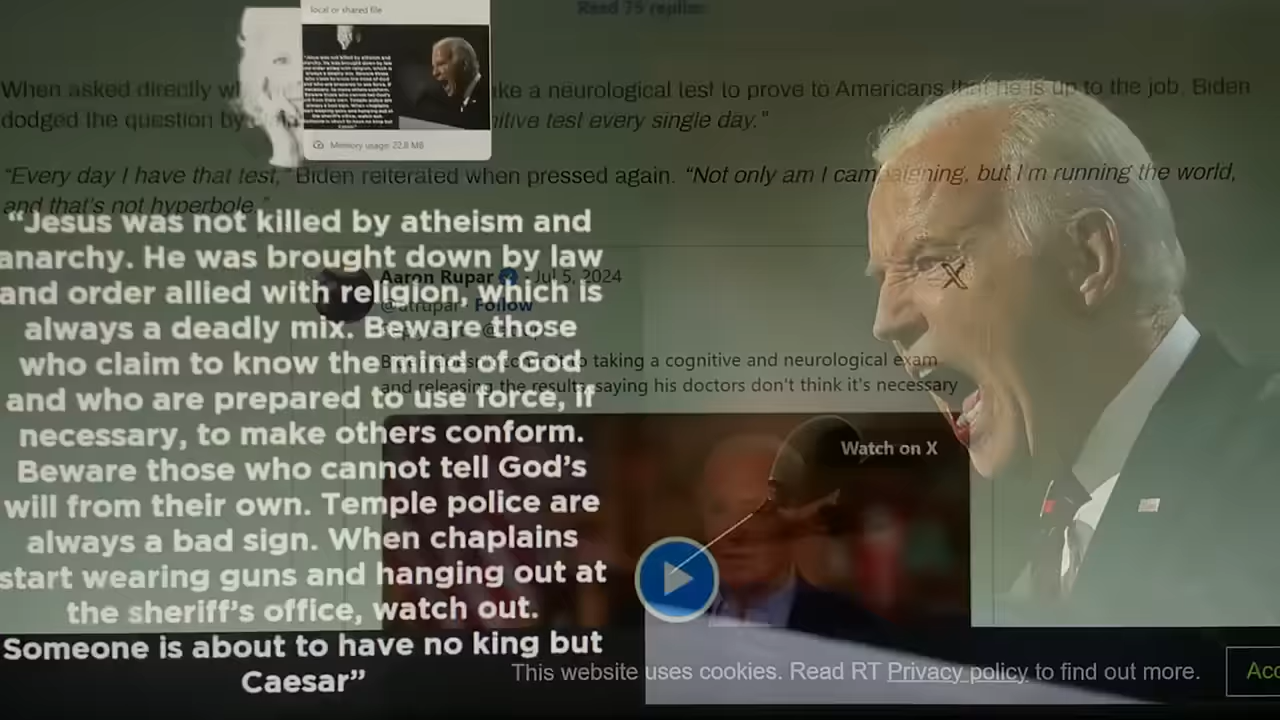 local or shared file
Read 75 replies
Memory usage: 22.8 MB
When asked directly ke a neurological test to prove to Americans that he is up to the job, Biden
dodged the question by nitive test every single day."
"Every day I have that test," Biden reiterated when pressed again. "Not only am I campaigning, but I'm running the world,
and that's not hyperbole."
“Jesus was not killed by atheism and
anarchy. He was brought down by law
and order allied with religion, which is
always a deadly mix. Beware those
who claim to know the mind of God
and who are prepared to use force, if
necessary, to make others conform.
Beware those who cannot tell God’s
will from their own. Temple police are
always a bad sign. When chaplains
start wearing guns and hanging out at
the sheriff’s office, watch out.
Someone is about to have no king but
Caesar”
Aaron Rupar · Jul 5, 2024
@atrupar · Follow
to taking a cognitive and neurological exam
and releasing the results, saying his doctors don't think it's necessary
Watch on X
This website uses cookies. Read RT Privacy policy to find out more.